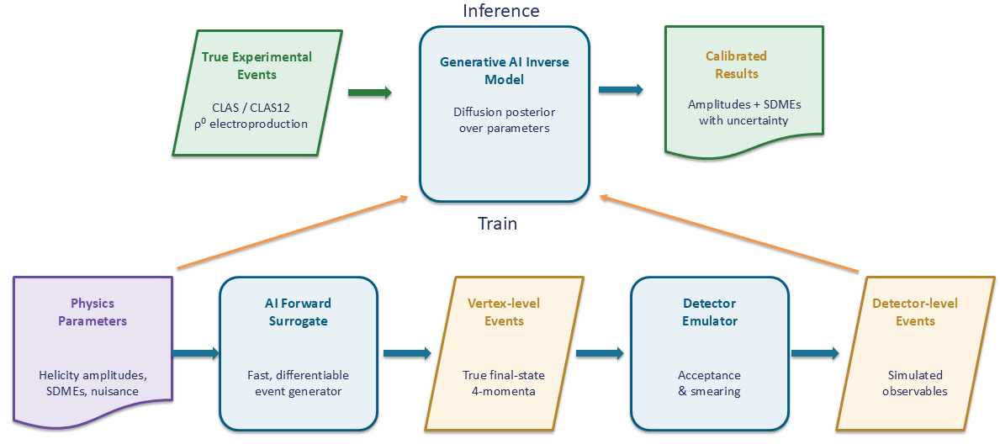 Inference
True Experimental
Events
CLAS / CLAS12
ρ⁰ electroproduction
Generative AI Inverse
Model
Diffusion posterior
over parameters
Calibrated
Results
Amplitudes + SDMEs
with uncertainty
Train
Physics
Parameters
Helicity amplitudes,
SDMEs, nuisance
AI Forward
Surrogate
Fast, differentiable
event generator
Vertex-level
Events
True final-state
4-momenta
Detector
Emulator
Acceptance
& smearing
Detector-level
Events
Simulated
observables